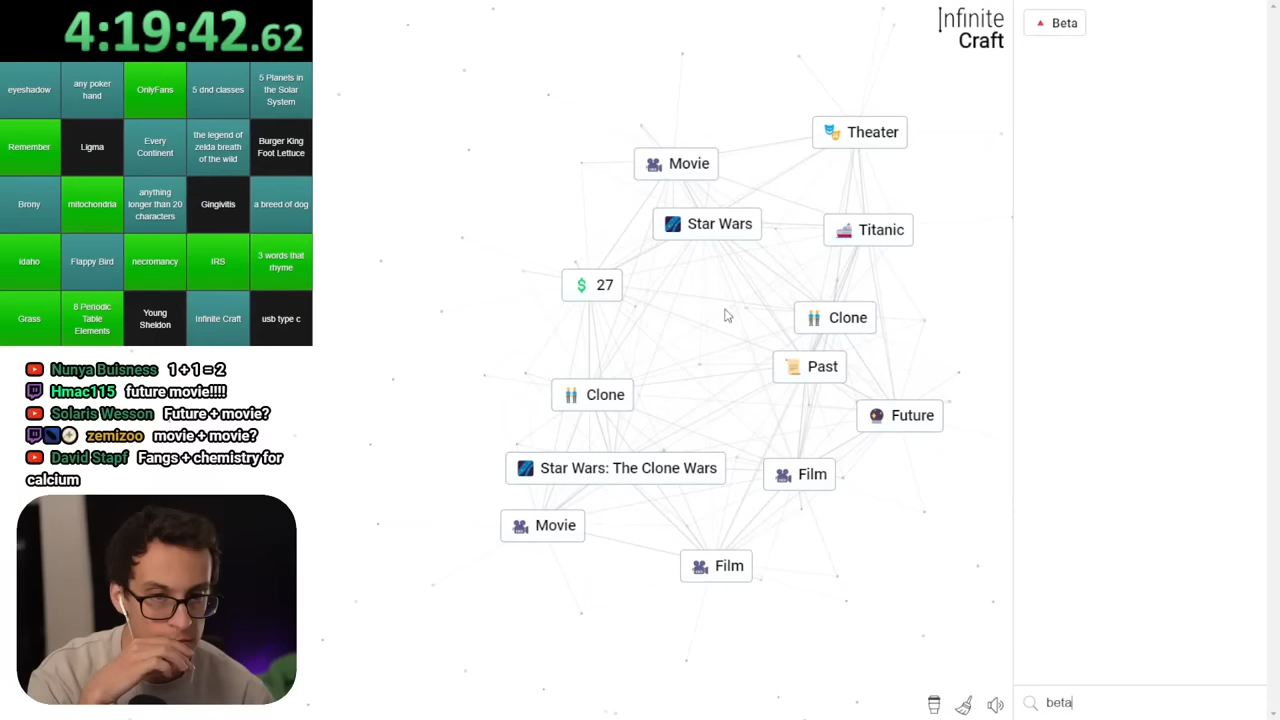 4:19:42.62
eyeshadow
any poker
hand
OnlyFans
5 dnd classes
5 Planets in
the Solar
System
Remember
Ligma
Every
Continent
the legend of
zelda breath
of the wild
Burger King
Foot Lettuce
Brony
mitochondria
anything
longer than 20
characters
Gingivitis
a breed of dog
idaho
Flappy Bird
necromancy
IRS
3 words that
rhyme
Grass
8 Periodic
Table
Elements
Young
Sheldon
Infinite Craft
usb type c
Nunya Buisness 1 + 1 = 2
Hmac115 future movie!!!!
Solaris Wesson Future + movie?
zemizoo movie + movie?
David Stapf Fangs + chemistry for
calcium
Infinite
Craft
Theater
Movie
Star Wars
Titanic
$ 27
Clone
Past
Clone
Future
Star Wars: The Clone Wars
Film
Movie
Film
Beta
beta